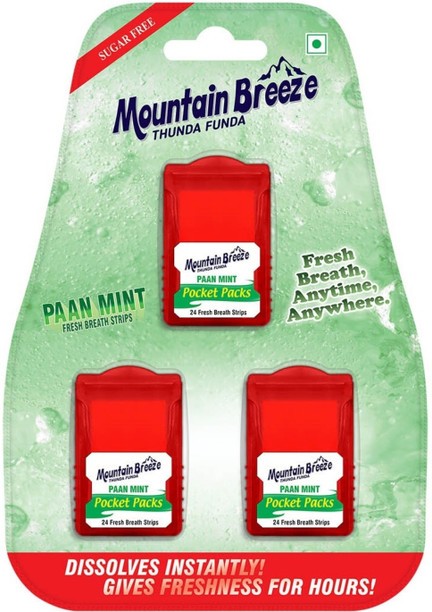 SUGAR FREE
Mountain Breeze
THUNDA FUNDA
Mountain Breeze
THUNDA FUNDA
PAAN MINT
Pocket Packs
24 Fresh Breath Strips
PAAN MINT
FRESH BREATH STRIPS
Fresh
Breath,
Anytime,
Anywhere.
Mountain Breeze
THUNDA FUNDA
PAAN MINT
Pocket Packs
24 Fresh Breath Strips
Mountain Breeze
THUNDA FUNDA
PAAN MINT
Pocket Packs
24 Fresh Breath Strips
DISSOLVES INSTANTLY!
GIVES FRESHNESS FOR HOURS!